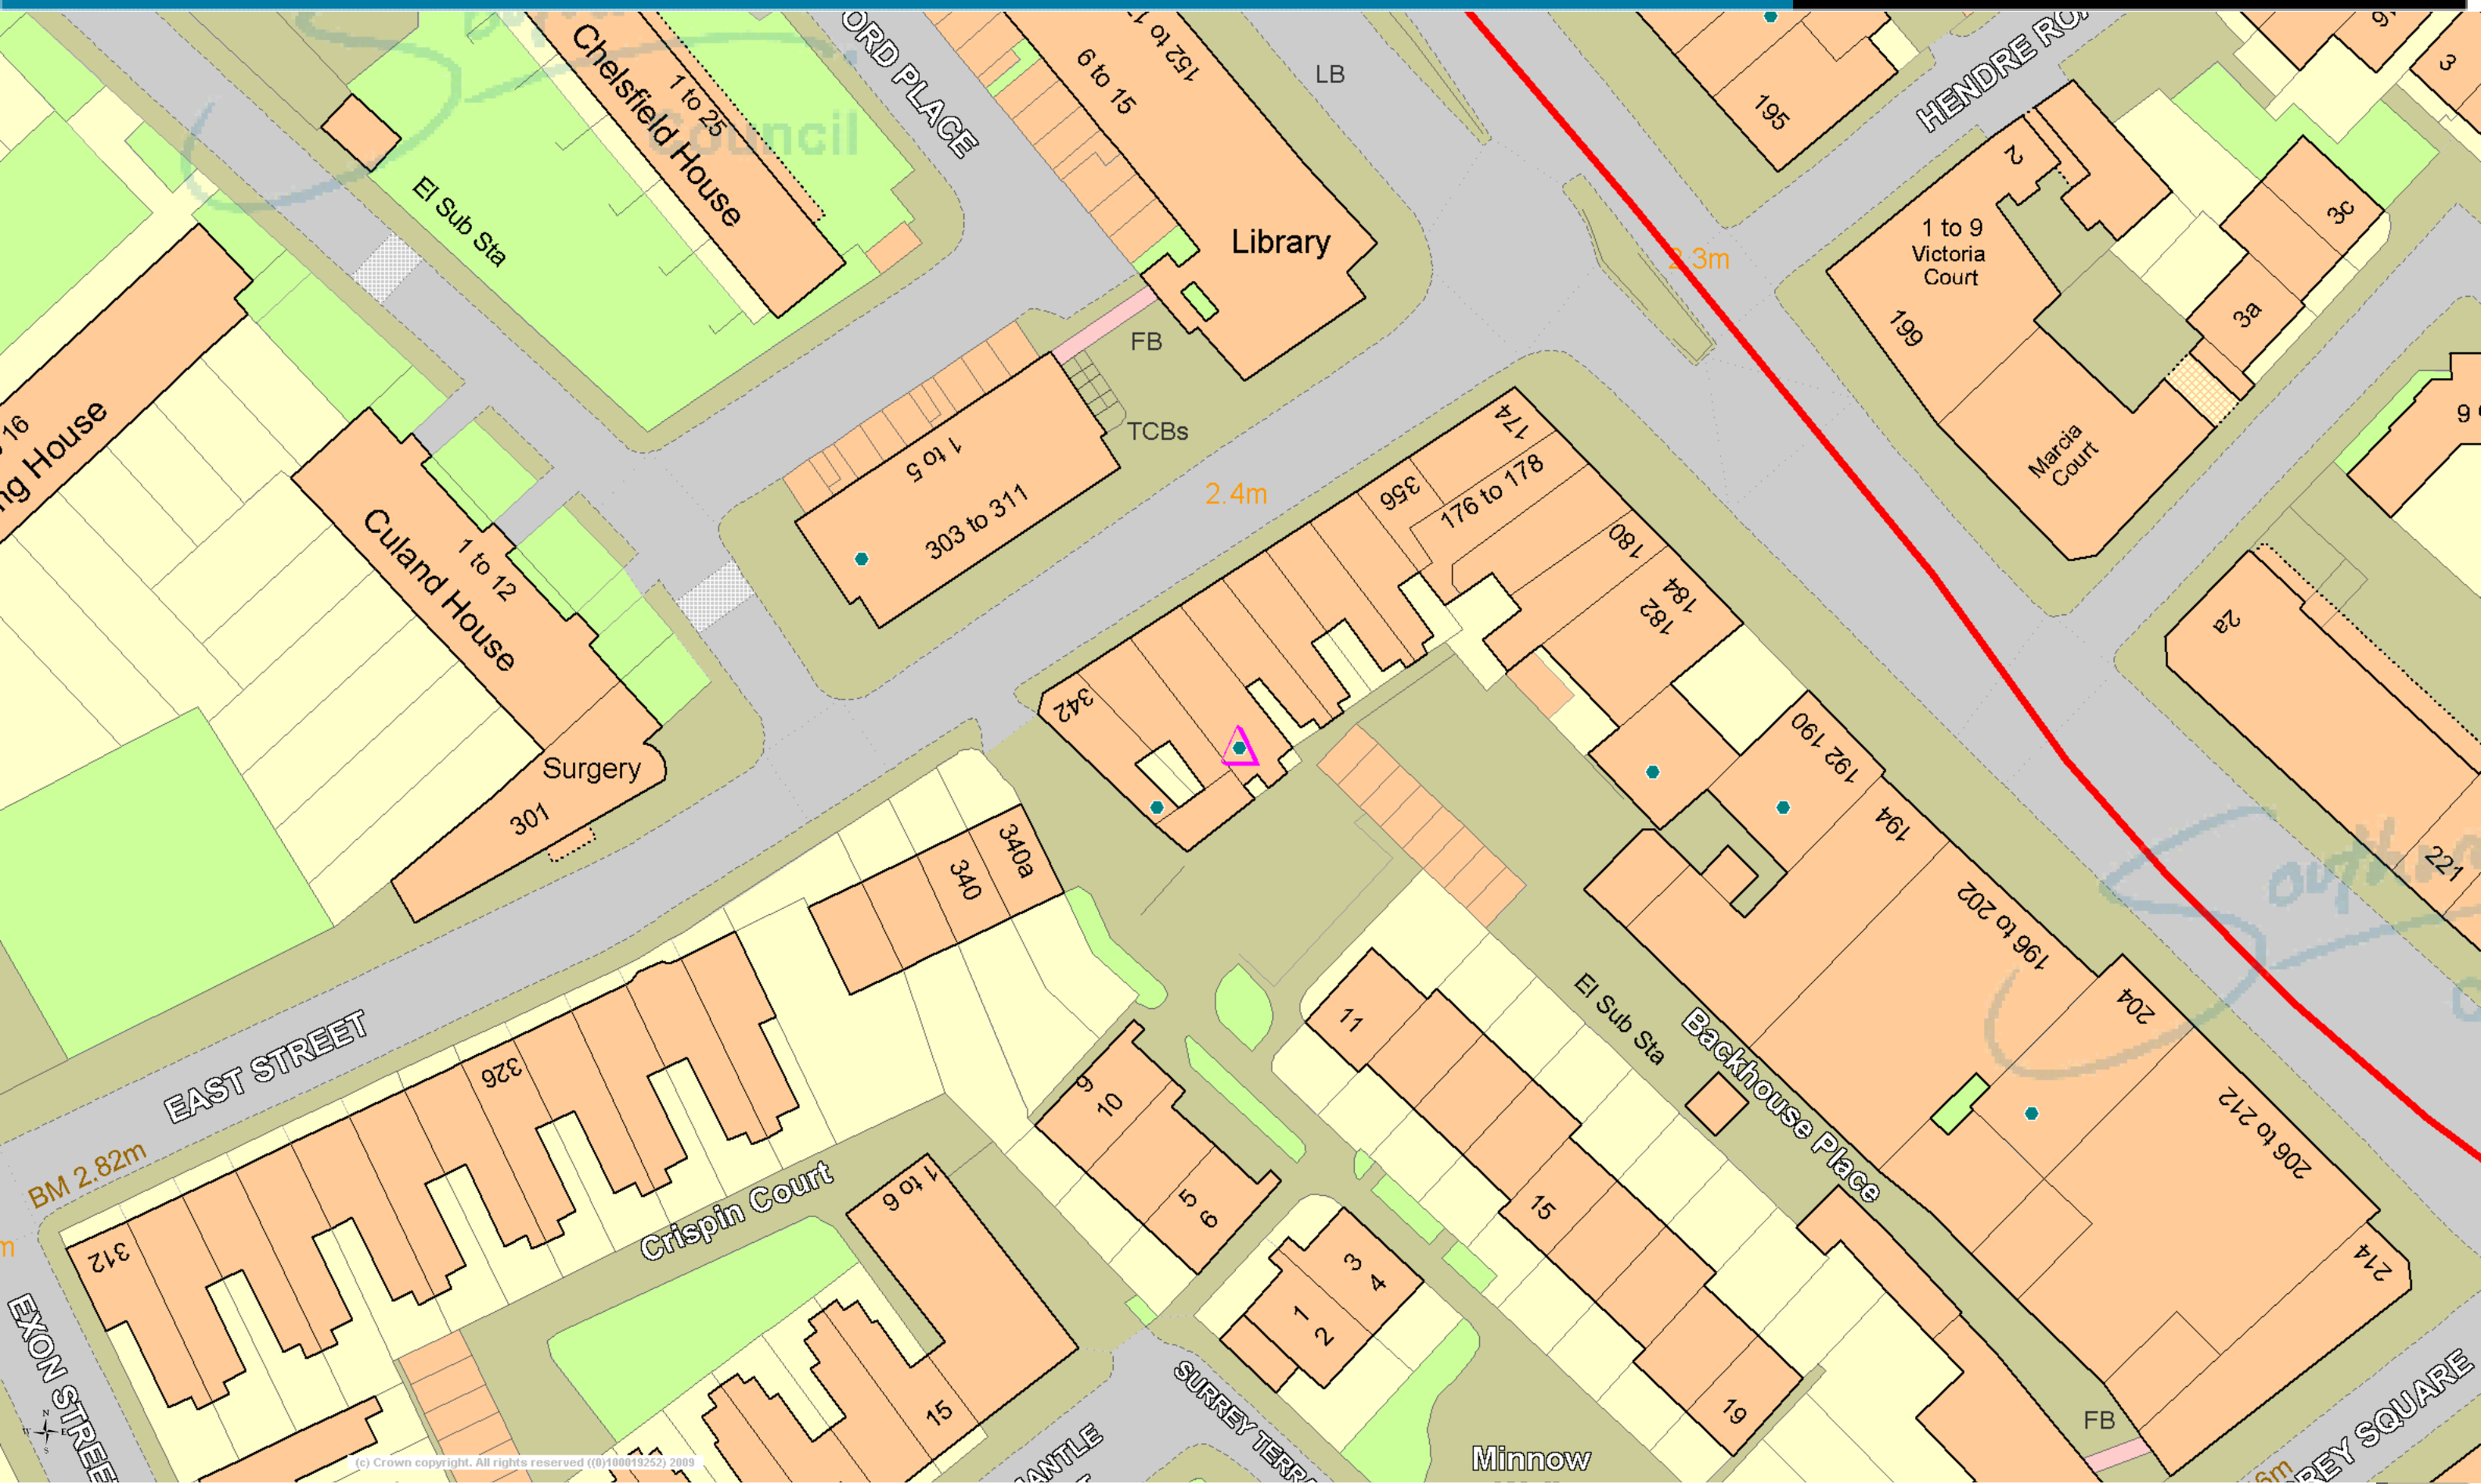 ORD PLACE
152 to 1
6 to 15
LB
HENDRE RO
3
Chelsfield House
1 to 25
Council
195
2
El Sub Sta
Library
1 to 9
Victoria
Court
3c
2.3m
199
3a
FB
16
ng House
174
TCBs
9
1 to 5
Marcia
Court
356
176 to 178
2.4m
303 to 311
180
Culand House
1 to 12
184
182
2a
342
190
192
Surgery
301
194
340a
340
221
196 to 202
204
11
El Sub Sta
Backhouse Place
EAST STREET
326
9
10
206 to 212
BM 2.82m
Crispin Court
1 to 6
5
6
15
312
3
4
214
m
1
2
EXON STREE
SURREY TERRA
15
19
FB
REY SQUARE
ANTLE
Minnow
N
W E
S
(c) Crown copyright. All rights reserved ((0)100019252) 2009
6m